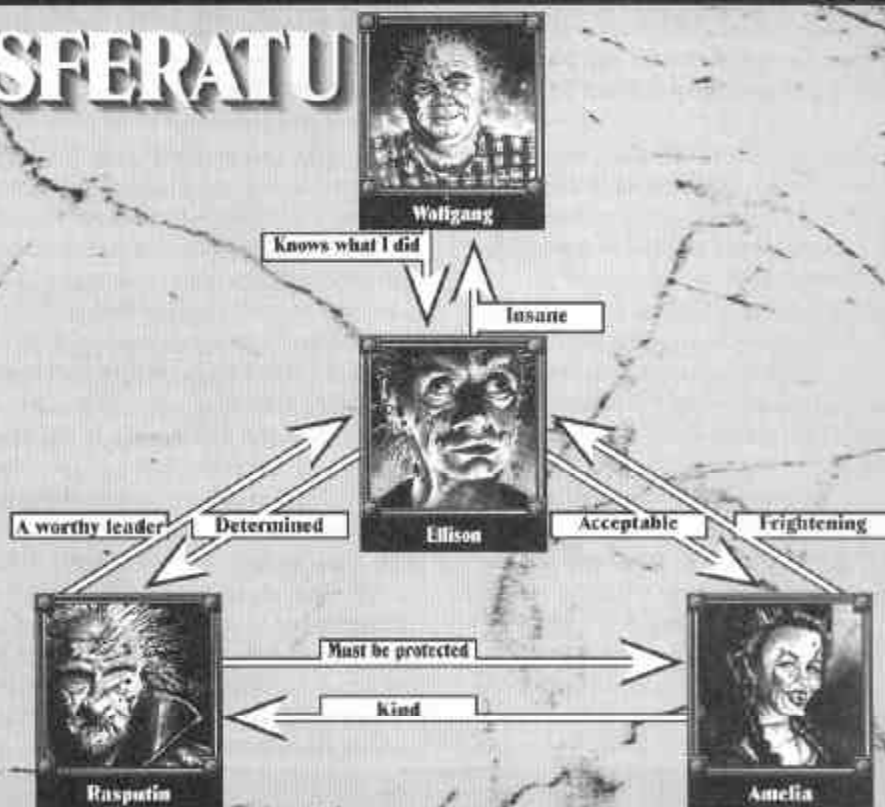 SFERATU
Wolfgang
Knows what I did
Insane
Ellison
A worthy leader
Determined
Acceptable
Frightening
Must be protected
Kind
Rasputin
Amelia